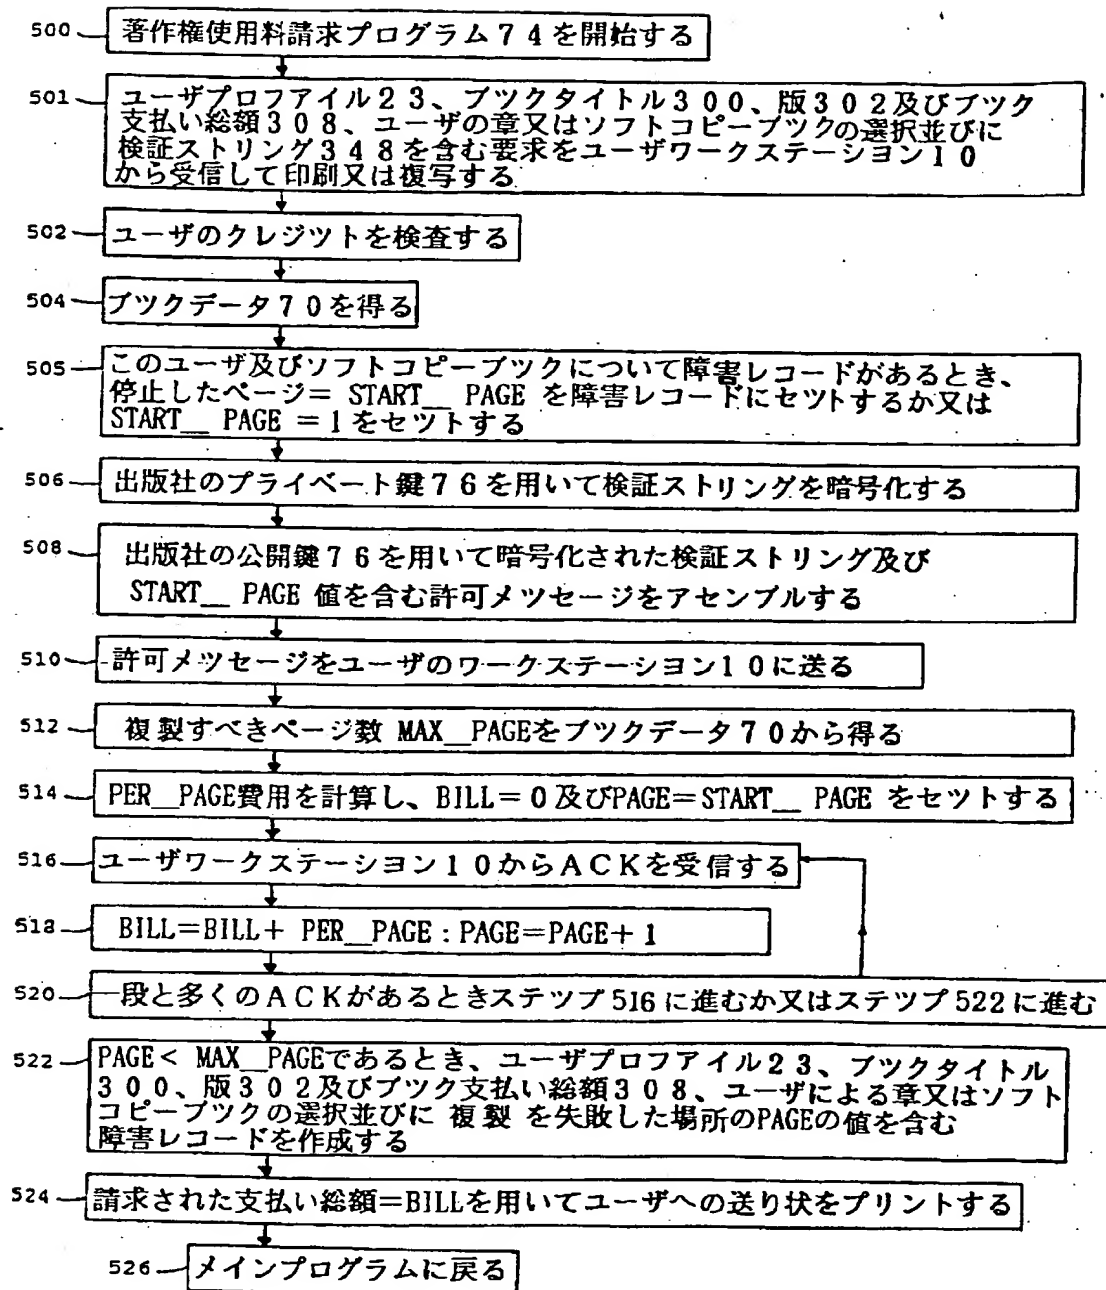 500 著作権使用料請求プログラム74を開始する
501 ユーザプロフアイル23、ブツクタイトル300、版302及びブツク
支払い総額308、ユーザの章又はソフトコピーブツクの選択並びに
検証ストリング348を含む要求をユーザワークステーション10
から受信して印刷又は複写する
502 ユーザのクレジツトを検査する
504 ブツクデータ70を得る
505 このユーザ及びソフトコピーブックについて障害レコードがあるとき、
停止したページ= START__ PAGE を障害レコードにセツトするか又は
START__ PAGE =1をセツトする
506 出版社のプライベート鍵76を用いて検証ストリングを暗号化する
508 出版社の公開鍵76を用いて暗号化された検証ストリング及び
START__ PAGE 値を含む許可メツセージをアセンブルする
510 許可メツセージをユーザのワークステーシヨン10に送る
512 複製すべきページ数 MAX__PAGEをブツクデータ70から得る
514 PER__PAGE費用を計算し、BILL=0及びPAGE=START__ PAGE をセツトする
516 ユーザワークステーシヨン10からACKを受信する
518 BILL=BILL+ PER__PAGE:PAGE=PAGE+1
520 一段と多くのACKがあるときステツプ516に進むか又はステツプ522に進む
522 PAGE< MAX__PAGEであるとき、ユーザプロフアイル23、ブツクタイトル
300、版302及びブツク支払い総額308、ユーザによる章又はソフト
コピーブツクの選択並びに 複製 を失敗した場所のPAGEの値を含む
障害レコードを作成する
524 請求された支払い総額=BILLを用いてユーザへの送り状をプリントする
526 メインプログラムに戻る